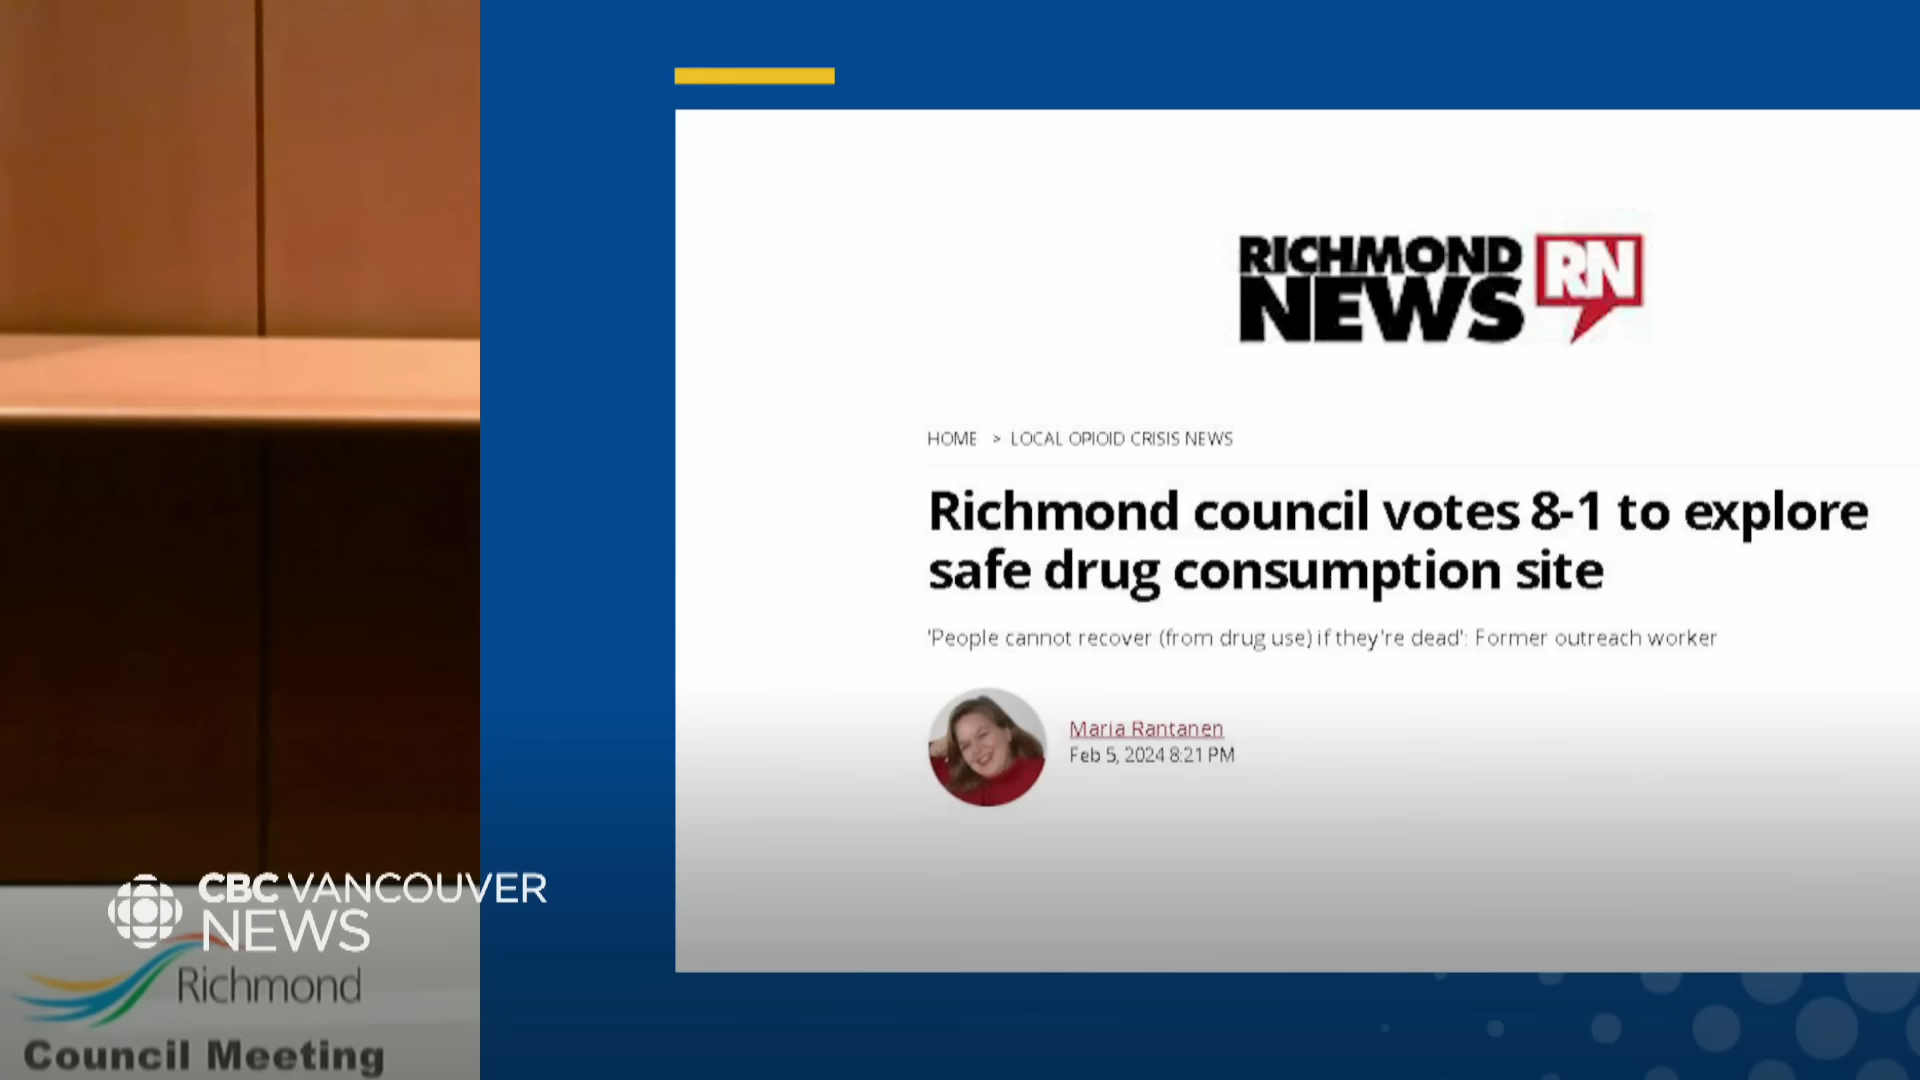 RICHMOND
NEWS
RN
HOME > LOCAL OPIOID CRISIS NEWS
Richmond council votes 8-1 to explore
safe drug consumption site
'People cannot recover (from drug use) if they're dead': Former outreach worker
Maria Rantanen
Feb 5, 2024 8:21 PM
CBC VANCOUVER
NEWS
Richmond
Council Meeting